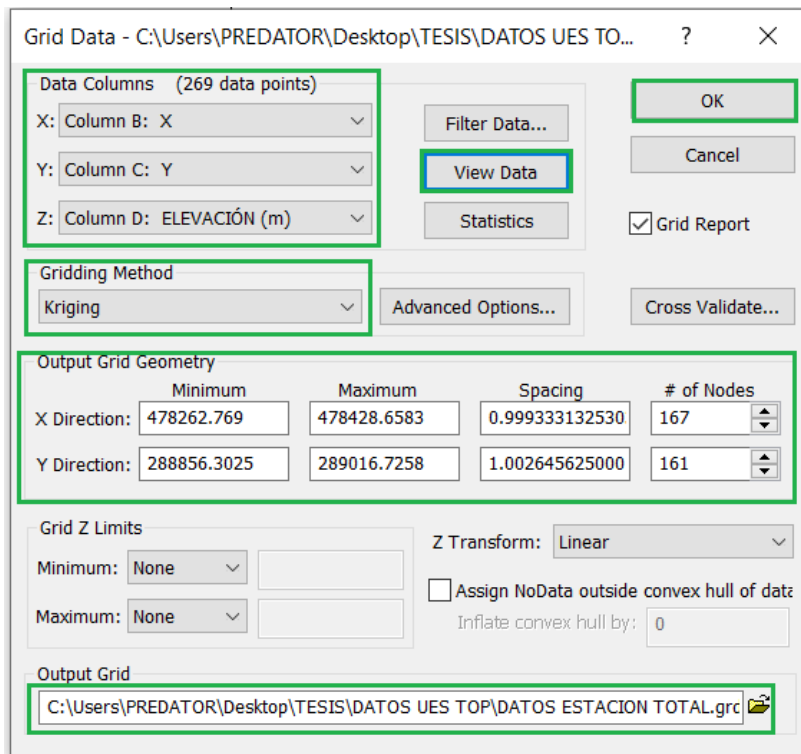 Grid Data - C:\Users\PREDATOR\Desktop\TESIS\DATOS UES TO... ? ×
Data Columns (269 data points)
X: Column B: X
Y: Column C: Y
Z: Column D: ELEVACIÓN (m)
Filter Data...
View Data
Statistics
OK
Cancel
Grid Report
Gridding Method
Kriging
Advanced Options...
Cross Validate...
Output Grid Geometry
Minimum Maximum Spacing # of Nodes
X Direction: 478262.769 478428.6583 0.999333132530 167
Y Direction: 288856.3025 289016.7258 1.002645625000 161
Grid Z Limits
Minimum: None
Maximum: None
Z Transform: Linear
Assign NoData outside convex hull of data
Inflate convex hull by: 0
Output Grid
C:\Users\PREDATOR\Desktop\TESIS\DATOS UES TOP\DATOS ESTACION TOTAL.grd